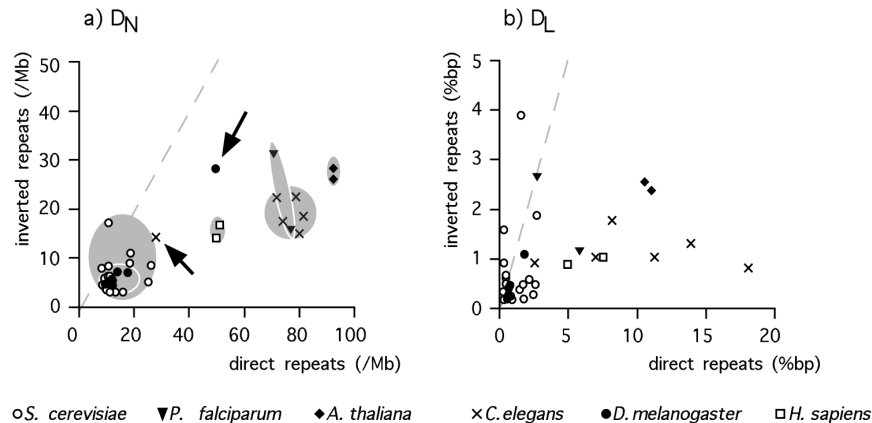 a) DN
b) DL
inverted repeats (/Mb)
50
40
30
20
10
0
0 20 40 60 80 100
direct repeats (/Mb)
inverted repeats (%bp)
5
4
3
2
1
0
0 5 10 15 20
direct repeats (%bp)
S. cerevisiae P. falciparum A. thaliana C. elegans D. melanogaster H. sapiens